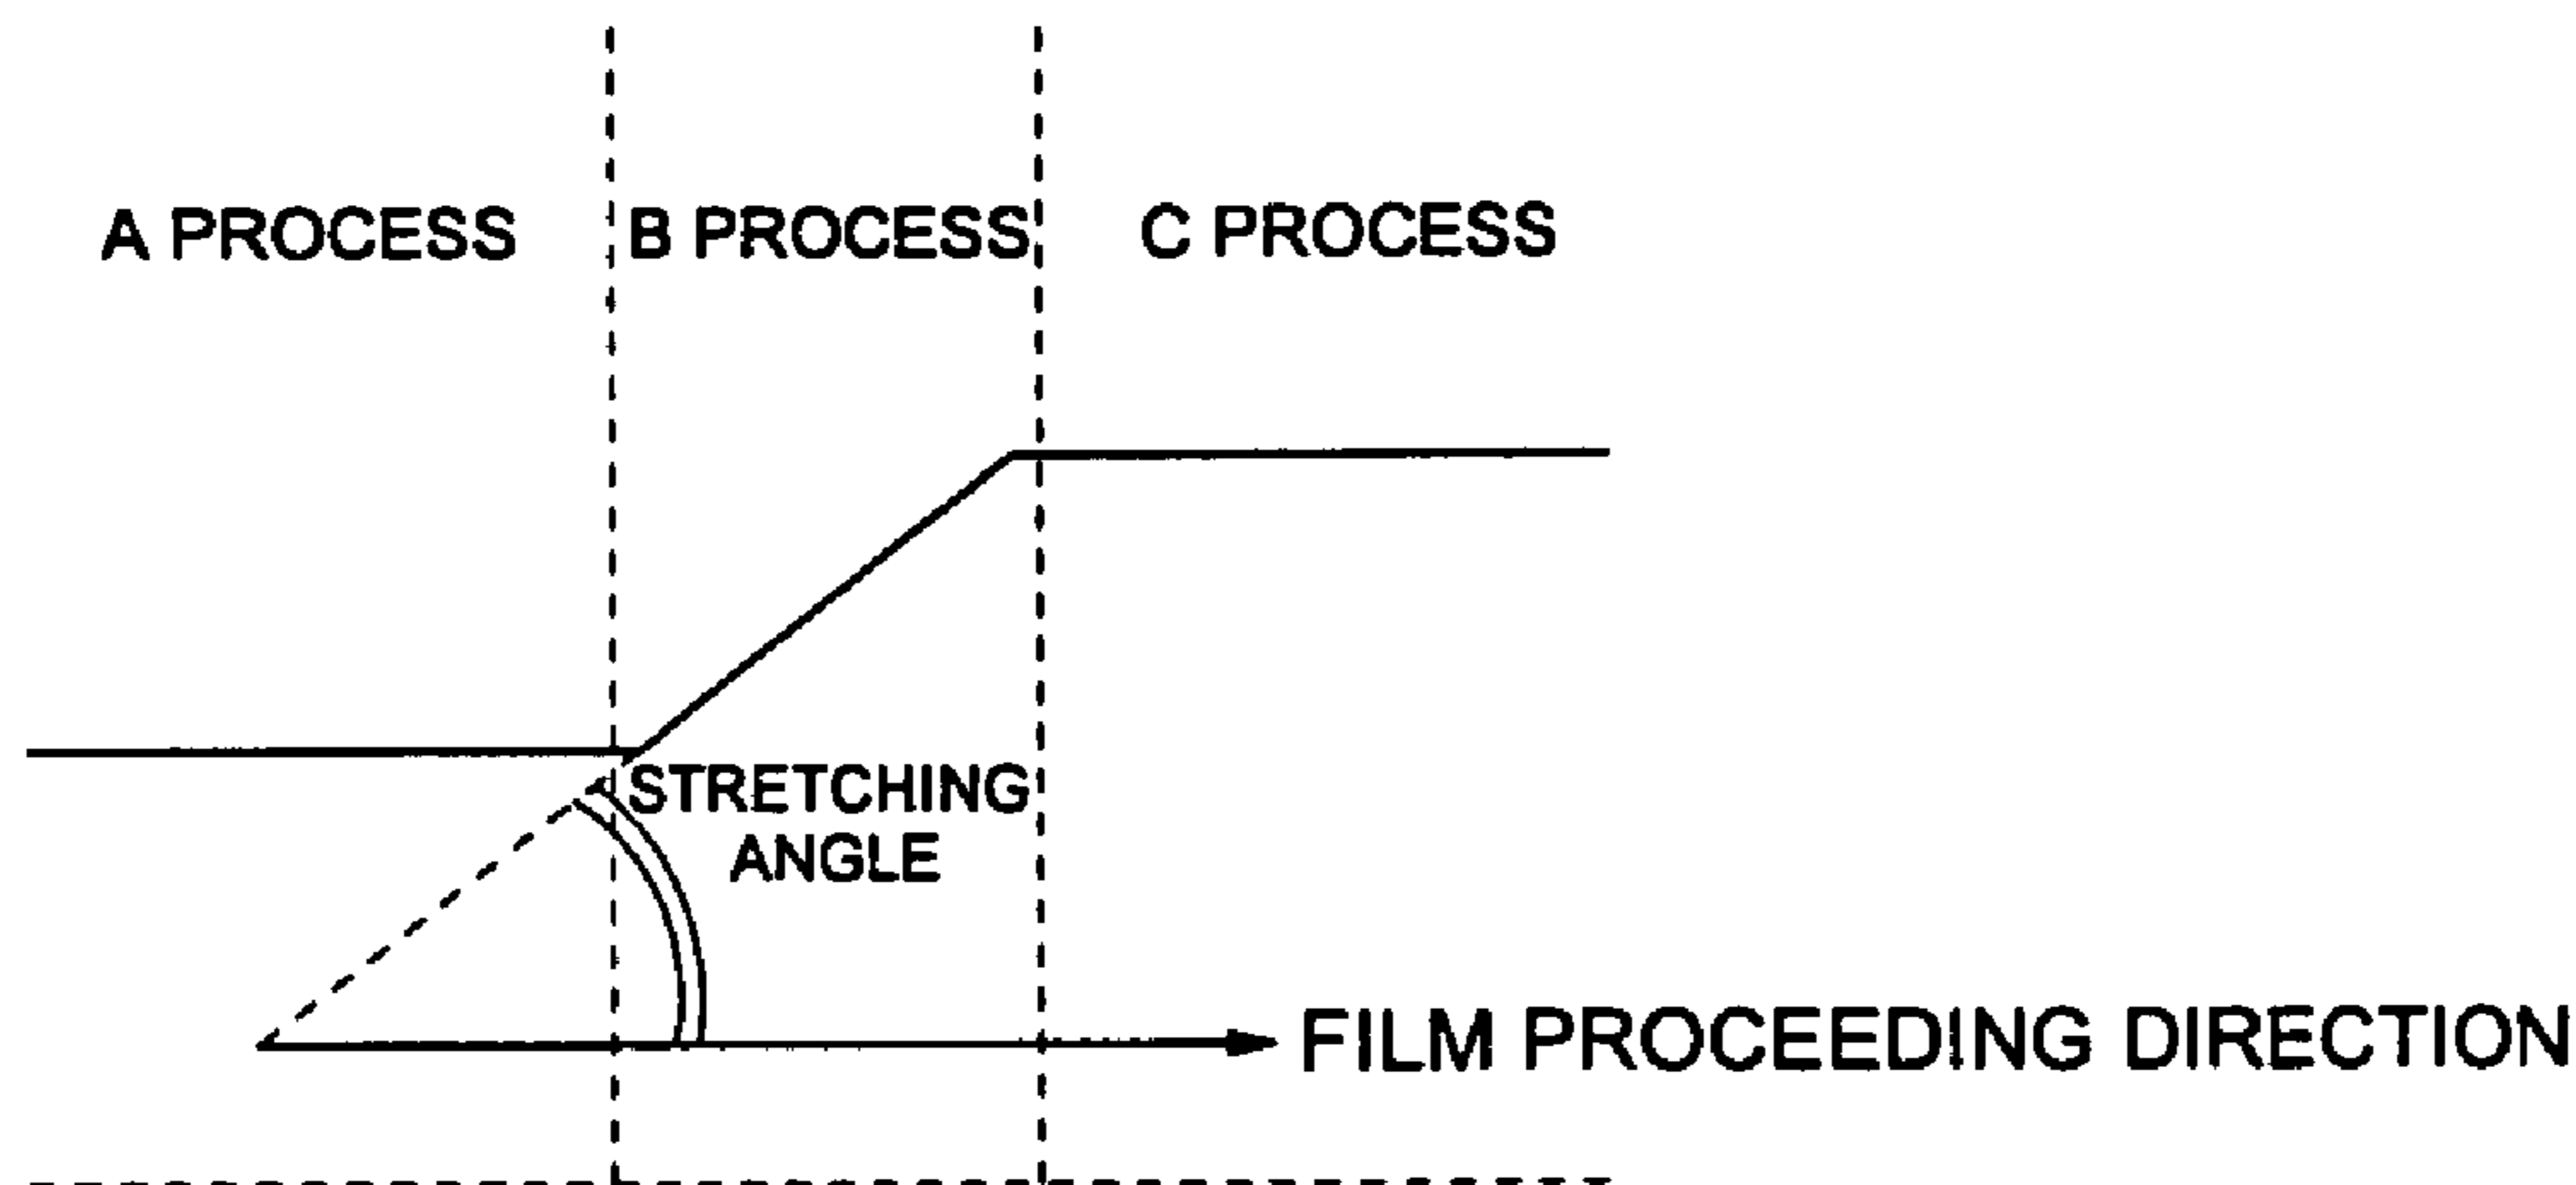 A PROCESS
B PROCESS
C PROCESS
STRETCHING
ANGLE
FILM PROCEEDING DIRECTION